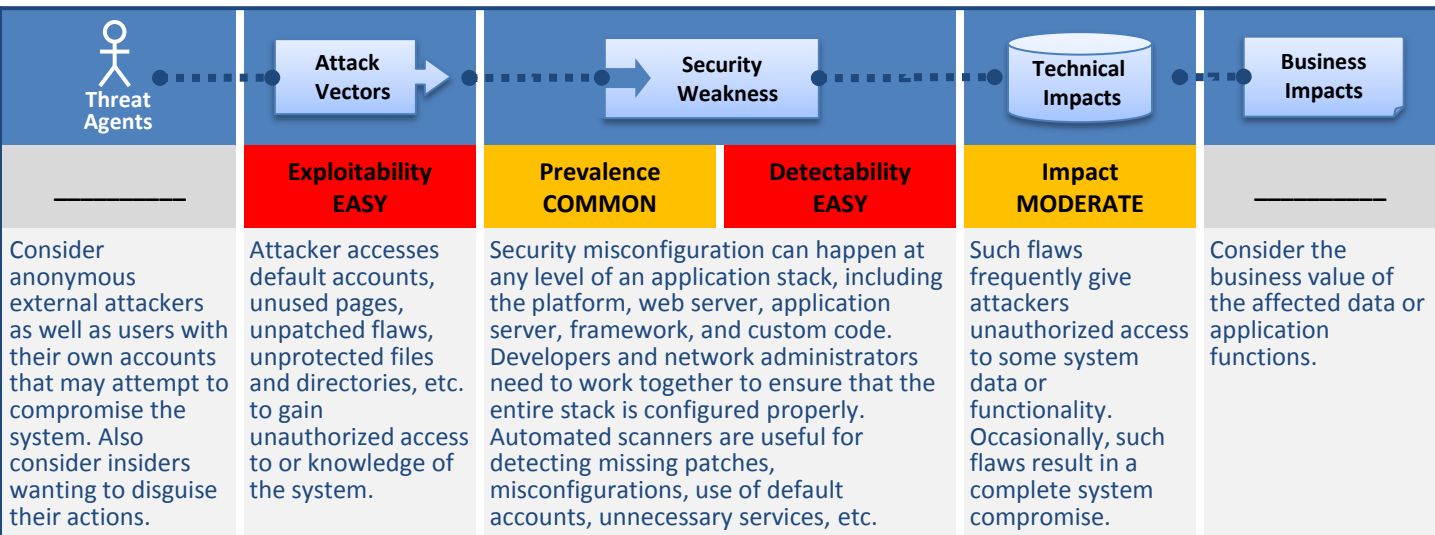 Threat
Agents
Attack
Vectors
Security
Weakness
Technical
Impacts
Business
Impacts
__________
Exploitability
EASY
Prevalence
COMMON
Detectability
EASY
Impact
MODERATE
__________
Consider
anonymous
external attackers
as well as users with
their own accounts
that may attempt to
compromise the
system. Also
consider insiders
wanting to disguise
their actions.
Attacker accesses
default accounts,
unused pages,
unpatched flaws,
unprotected files
and directories, etc.
to gain
unauthorized access
to or knowledge of
the system.
Security misconfiguration can happen at
any level of an application stack, including
the platform, web server, application
server, framework, and custom code.
Developers and network administrators
need to work together to ensure that the
entire stack is configured properly.
Automated scanners are useful for
detecting missing patches,
misconfigurations, use of default
accounts, unnecessary services, etc.
Such flaws
frequently give
attackers
unauthorized access
to some system
data or
functionality.
Occasionally, such
flaws result in a
complete system
compromise.
Consider the
business value of
the affected data or
application
functions.